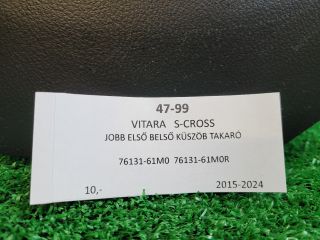 47-99
VITARA S-CROSS
JOBB ELSŐ BELSŐ KÜSZÖB TAKARÓ
76131-61M0 76131-61M0R
10,- 2015-2024